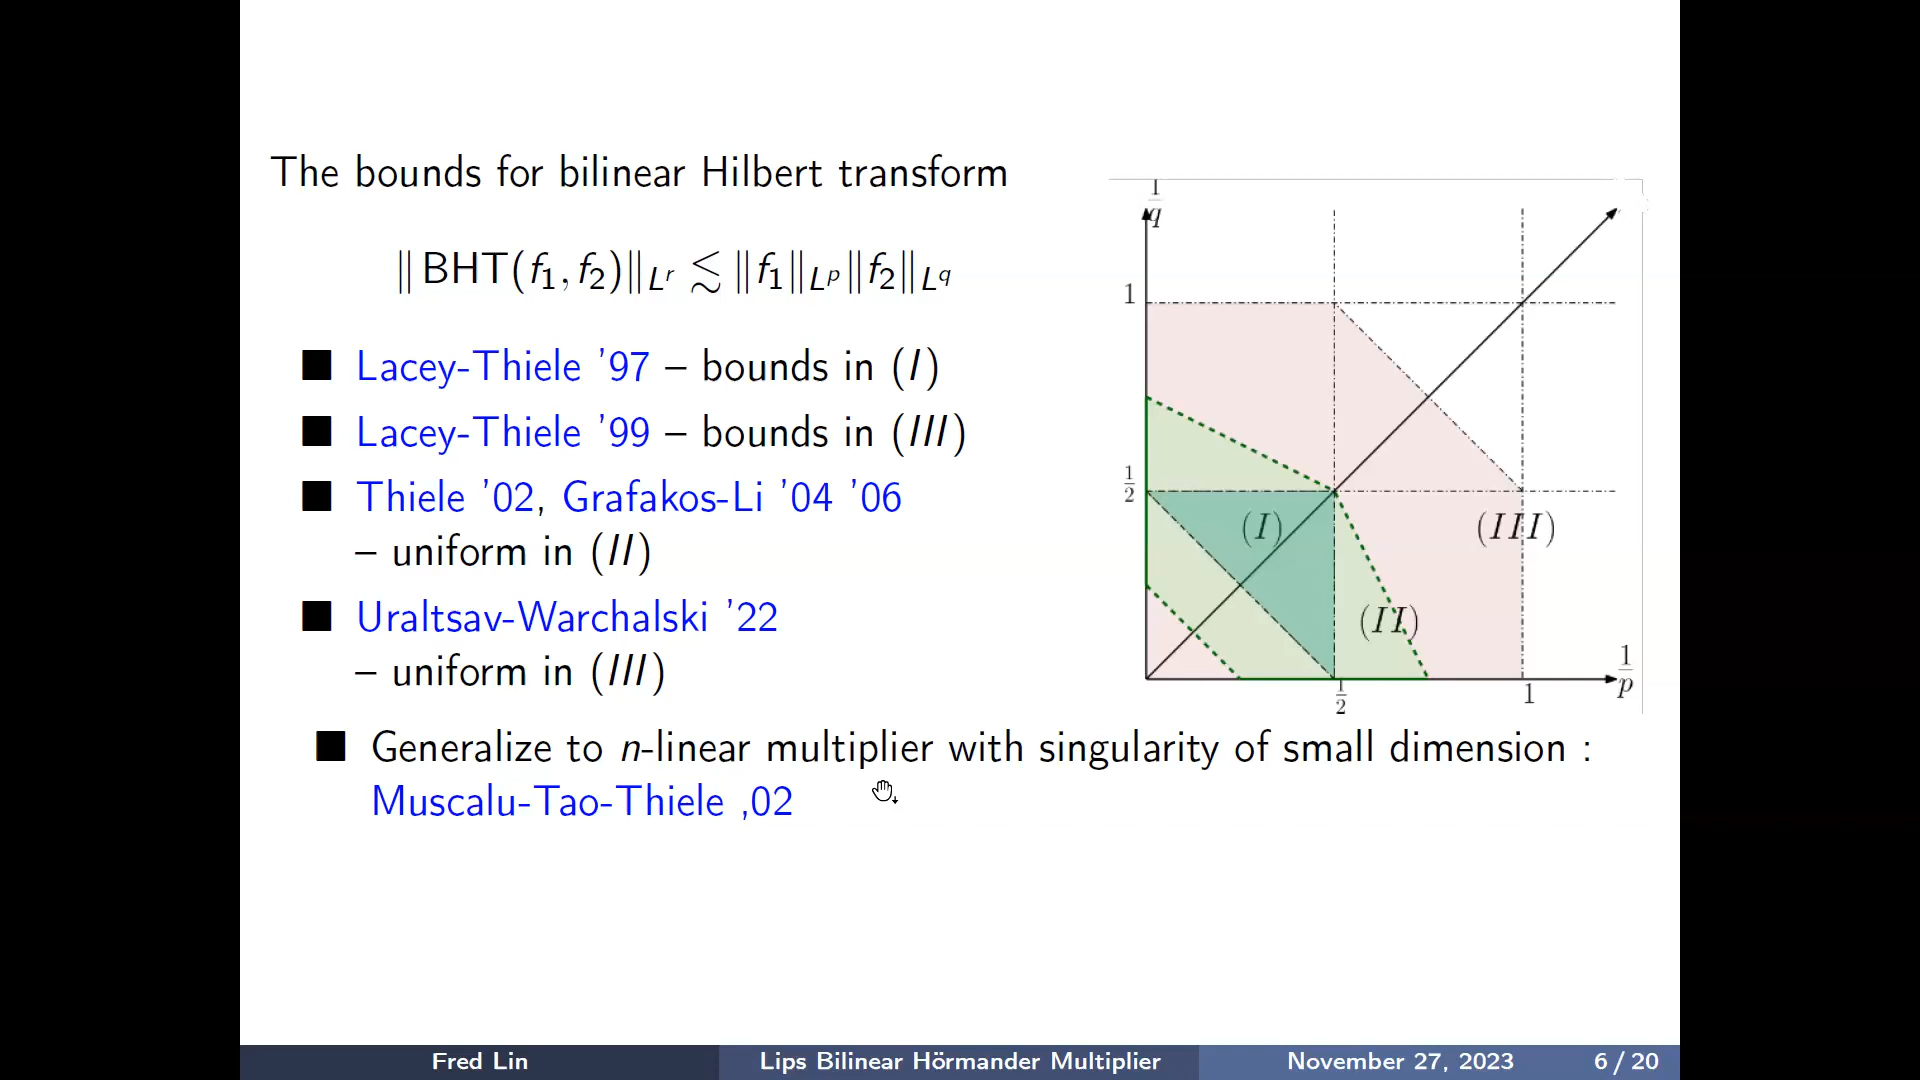 The bounds for bilinear Hilbert transform
‖ BHT(f₁, f₂)‖_{L^r} ≲ ‖f₁‖_{L^p}‖f₂‖_{L^q}
■ Lacey-Thiele ’97 – bounds in (I)
■ Lacey-Thiele ’99 – bounds in (III)
■ Thiele ’02, Grafakos-Li ’04 ’06
– uniform in (II)
■ Uraltsav-Warchalski ’22
– uniform in (III)
■ Generalize to n-linear multiplier with singularity of small dimension :
Muscalu-Tao-Thiele ,02
1/q
1
1/2
(I)
(III)
(II)
1/2
1
1/p
Fred Lin
Lips Bilinear Hörmander Multiplier
November 27, 2023
6 / 20